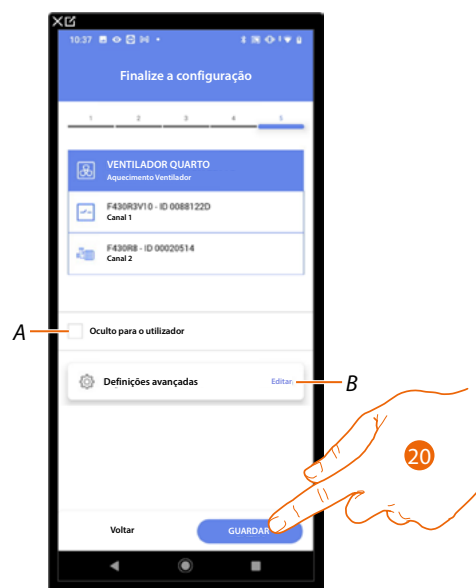 10:37
Finalize a configuração
1 2 3 4 5
VENTILADOR QUARTO
Aquecimento Ventilador
F430R3V10 - ID 0088122D
Canal 1
F430R8 - ID 00020514
Canal 2
A
Oculto para o utilizador
Definições avançadas
Editar
B
20
Voltar
GUARDAR